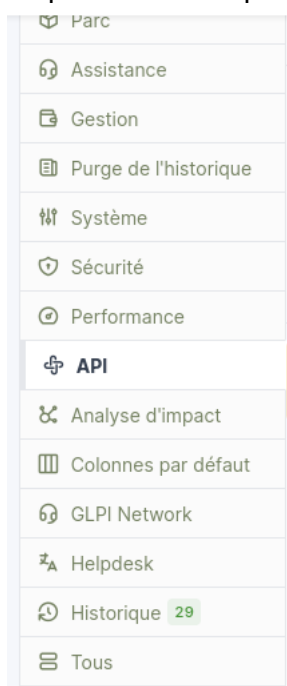 Parc
Assistance
Gestion
Purge de l'historique
Système
Sécurité
Performance
API
Analyse d'impact
Colonnes par défaut
GLPI Network
Helpdesk
Historique 29
Tous